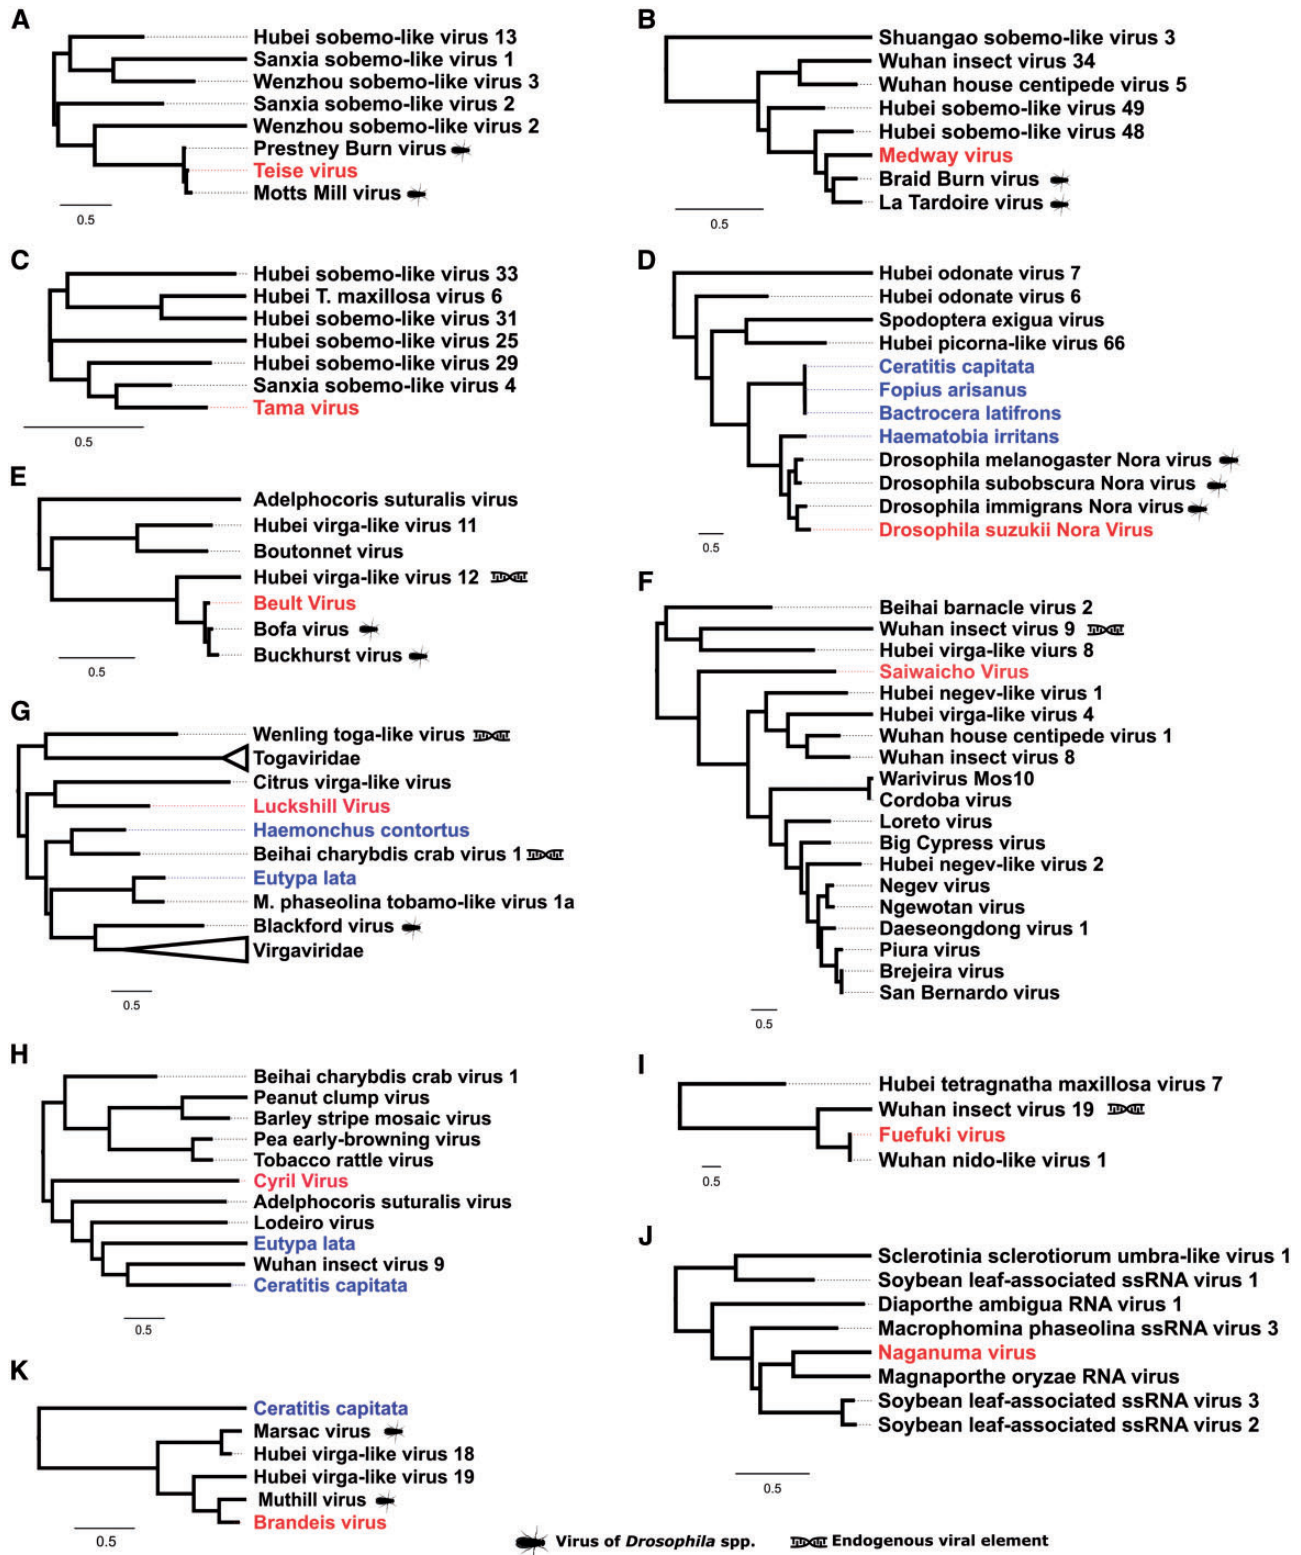 A
Hubei sobemo-like virus 13
Sanxia sobemo-like virus 1
Wenzhou sobemo-like virus 3
Sanxia sobemo-like virus 2
Wenzhou sobemo-like virus 2
Prestney Burn virus
Teise virus
Motts Mill virus
0.5
B
Shuangao sobemo-like virus 3
Wuhan insect virus 34
Wuhan house centipede virus 5
Hubei sobemo-like virus 49
Hubei sobemo-like virus 48
Medway virus
Braid Burn virus
La Tardoire virus
0.5
C
Hubei sobemo-like virus 33
Hubei T. maxillosa virus 6
Hubei sobemo-like virus 31
Hubei sobemo-like virus 25
Hubei sobemo-like virus 29
Sanxia sobemo-like virus 4
Tama virus
0.5
D
Hubei odonate virus 7
Hubei odonate virus 6
Spodoptera exigua virus
Hubei picorna-like virus 66
Ceratitis capitata
Fopius arisanus
Bactrocera latifrons
Haematobia irritans
Drosophila melanogaster Nora virus
Drosophila subobscura Nora virus
Drosophila immigrans Nora virus
Drosophila suzukii Nora Virus
0.5
E
Adelphocoris suturalis virus
Hubei virga-like virus 11
Boutonnet virus
Hubei virga-like virus 12
Beult Virus
Bofa virus
Buckhurst virus
0.5
F
Beihai barnacle virus 2
Wuhan insect virus 9
Hubei virga-like viurs 8
Saiwaicho Virus
Hubei negev-like virus 1
Hubei virga-like virus 4
Wuhan house centipede virus 1
Wuhan insect virus 8
Warivirus Mos10
Cordoba virus
Loreto virus
Big Cypress virus
Hubei negev-like virus 2
Negev virus
Ngewotan virus
Daeseongdong virus 1
Piura virus
Brejeira virus
San Bernardo virus
0.5
G
Wenling toga-like virus
Togaviridae
Citrus virga-like virus
Luckshill Virus
Haemonchus contortus
Beihai charybdis crab virus 1
Eutypa lata
M. phaseolina tobamo-like virus 1a
Blackford virus
Virgaviridae
0.5
H
Beihai charybdis crab virus 1
Peanut clump virus
Barley stripe mosaic virus
Pea early-browning virus
Tobacco rattle virus
Cyril Virus
Adelphocoris suturalis virus
Lodeiro virus
Eutypa lata
Wuhan insect virus 9
Ceratitis capitata
0.5
I
Hubei tetragnatha maxillosa virus 7
Wuhan insect virus 19
Fuefuki virus
Wuhan nido-like virus 1
0.5
J
Sclerotinia sclerotiorum umbra-like virus 1
Soybean leaf-associated ssRNA virus 1
Diaporthe ambigua RNA virus 1
Macrophomina phaseolina ssRNA virus 3
Naganuma virus
Magnaporthe oryzae RNA virus
Soybean leaf-associated ssRNA virus 3
Soybean leaf-associated ssRNA virus 2
0.5
K
Ceratitis capitata
Marsac virus
Hubei virga-like virus 18
Hubei virga-like virus 19
Muthill virus
Brandeis virus
0.5
Virus of Drosophila spp.
Endogenous viral element